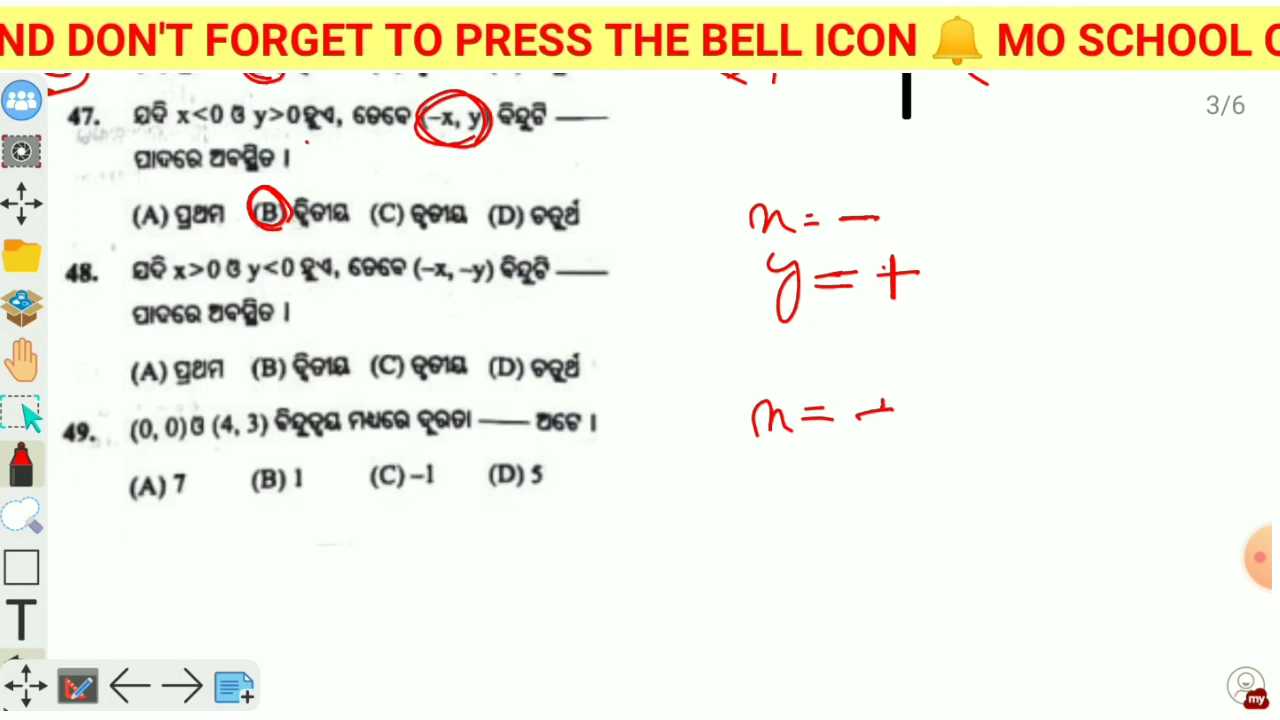 ND DON'T FORGET TO PRESS THE BELL ICON 🔔 MO SCHOOL C
3/6
47. ଯଦି x<0 ଓ y>0 ହୁଏ, ତେବେ (–x, y) ବିନ୍ଦୁଟି ——
ପାଦରେ ଅବସ୍ଥିତ ।
(A) ପ୍ରଥମ (B) ଦ୍ୱିତୀୟ (C) ତୃତୀୟ (D) ଚତୁର୍ଥ
x = –
y = +
48. ଯଦି x>0 ଓ y<0 ହୁଏ, ତେବେ (–x, –y) ବିନ୍ଦୁଟି ——
ପାଦରେ ଅବସ୍ଥିତ ।
(A) ପ୍ରଥମ (B) ଦ୍ୱିତୀୟ (C) ତୃତୀୟ (D) ଚତୁର୍ଥ
x = +
49. (0, 0) ଓ (4, 3) ବିନ୍ଦୁଦ୍ୱୟ ମଧ୍ୟରେ ଦୂରତା —— ଅଟେ ।
(A) 7 (B) 1 (C) –1 (D) 5
T
my